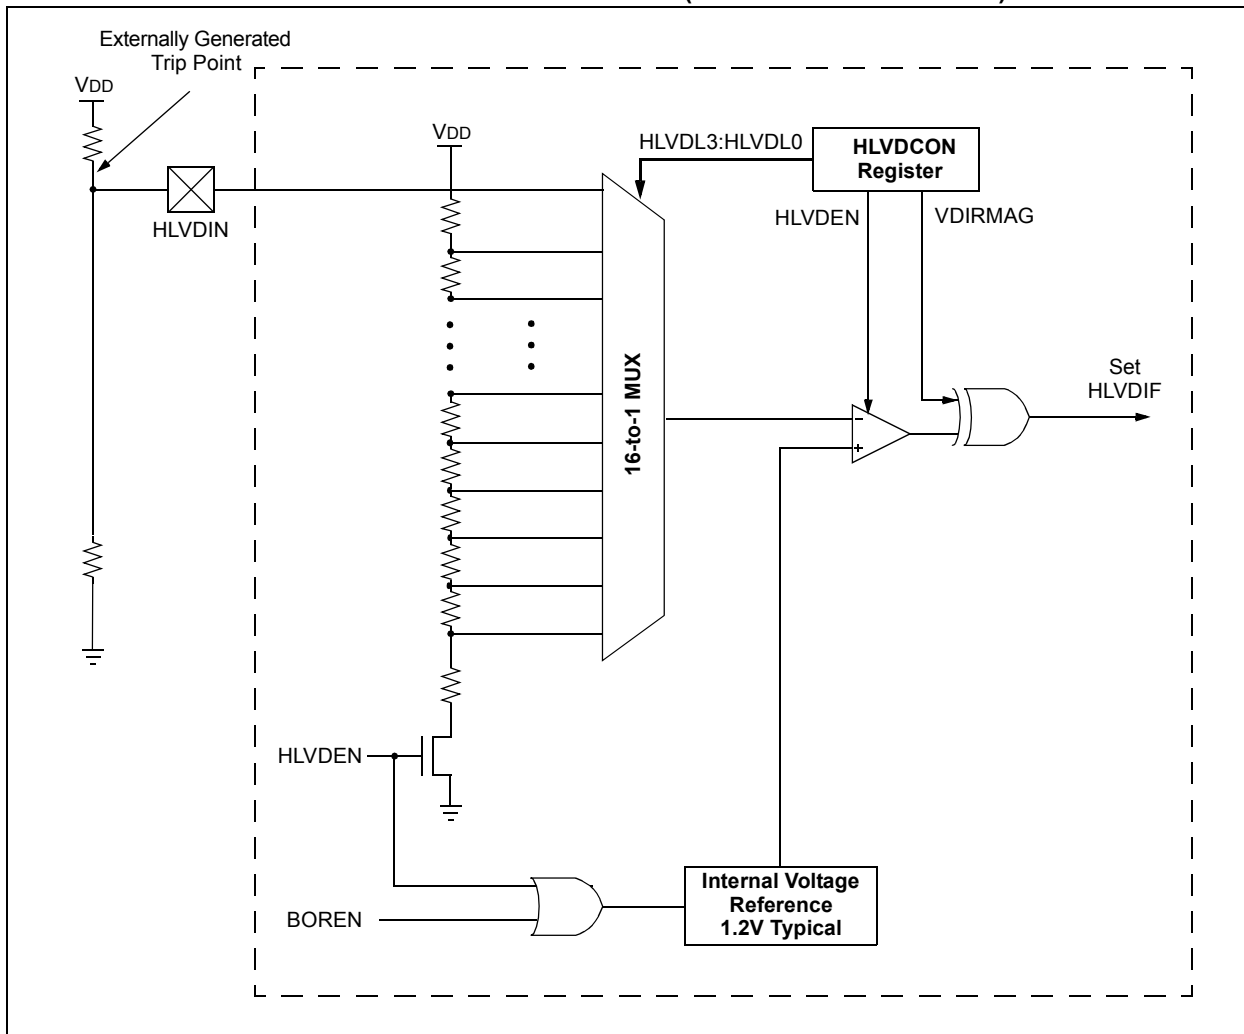 Externally Generated
Trip Point
VDD
VDD
HLVDL3:HLVDL0
HLVDCON
Register
HLVDIN
HLVDEN
VDIRMAG
16-to-1 MUX
Set
HLVDIF
-
+
HLVDEN
BOREN
Internal Voltage
Reference
1.2V Typical